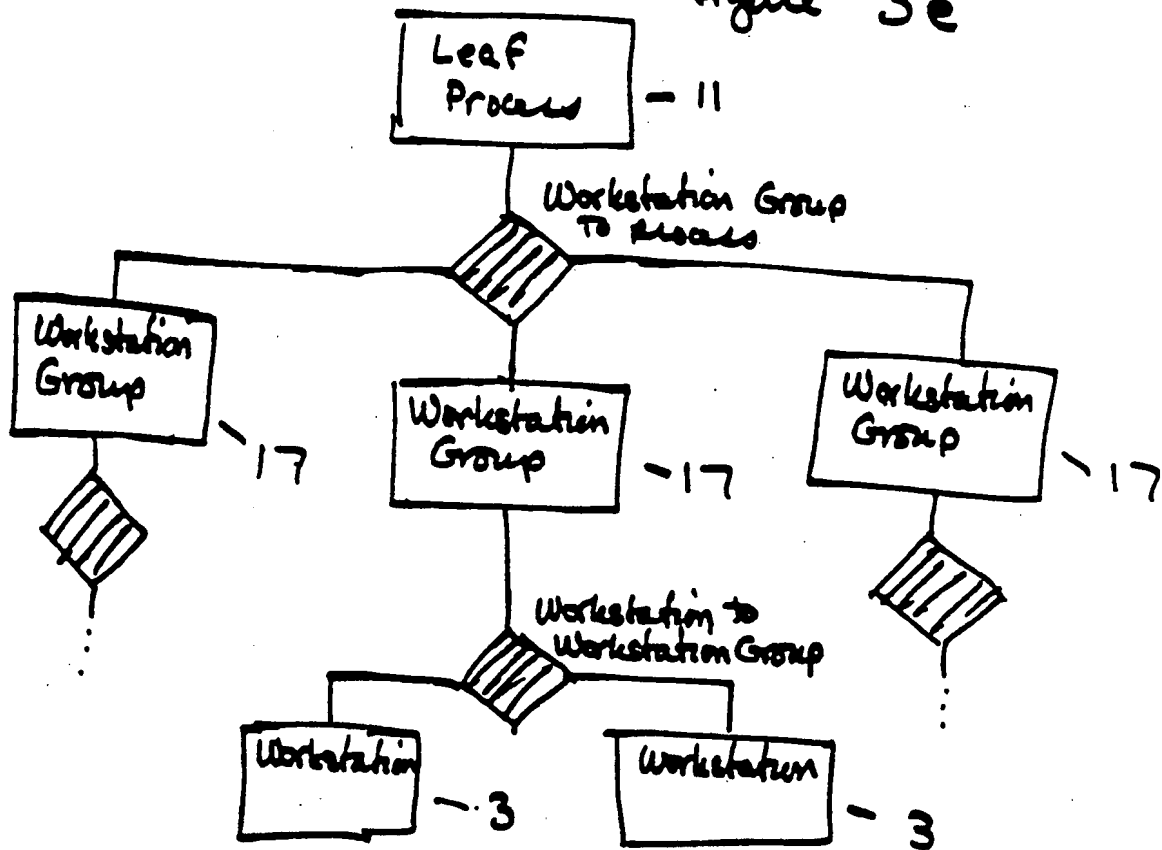 Figure 3e
Leaf
Process
11
Workstation Group
To process
Workstation
Group
17
Workstation
Group
17
Workstation
Group
17
Workstation to
Workstation Group
Workstation
3
Workstation
3